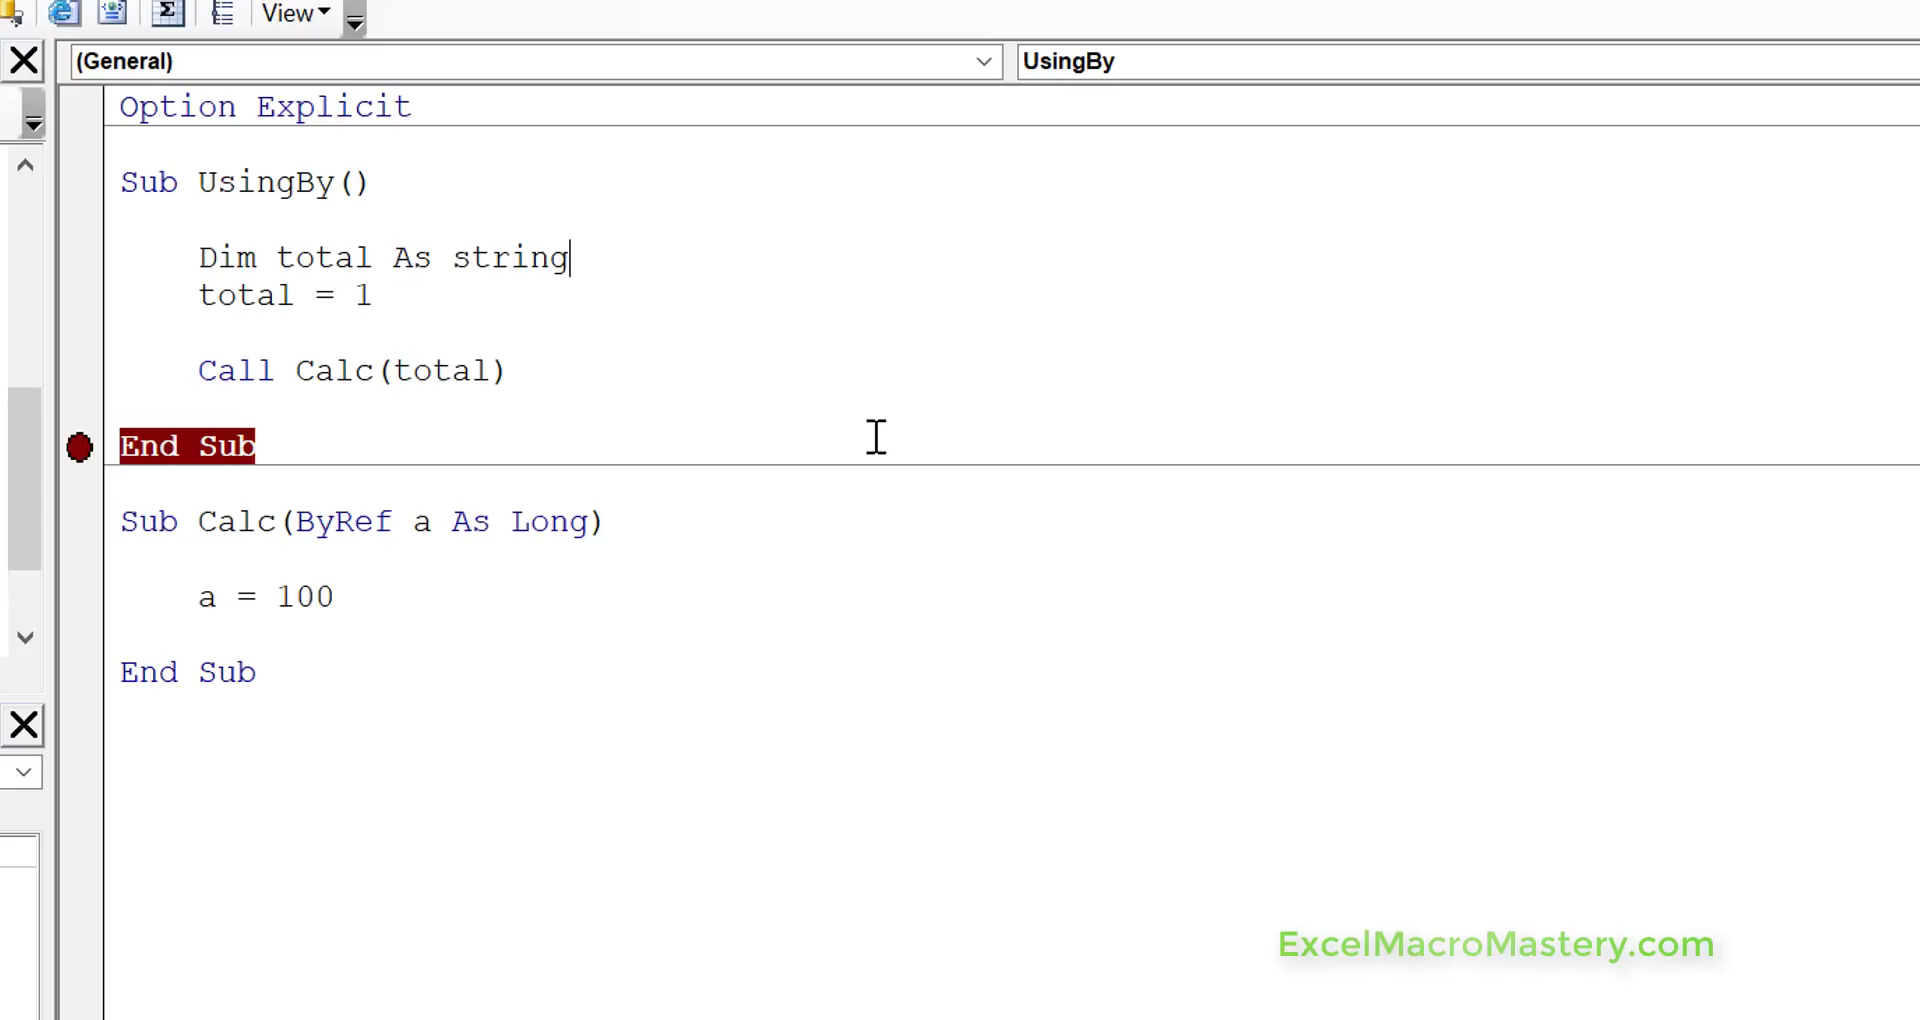 View
(General)
UsingBy
Option Explicit
Sub UsingBy()
Dim total As string
total = 1
Call Calc(total)
End Sub
Sub Calc(ByRef a As Long)
a = 100
End Sub
ExcelMacroMastery.com